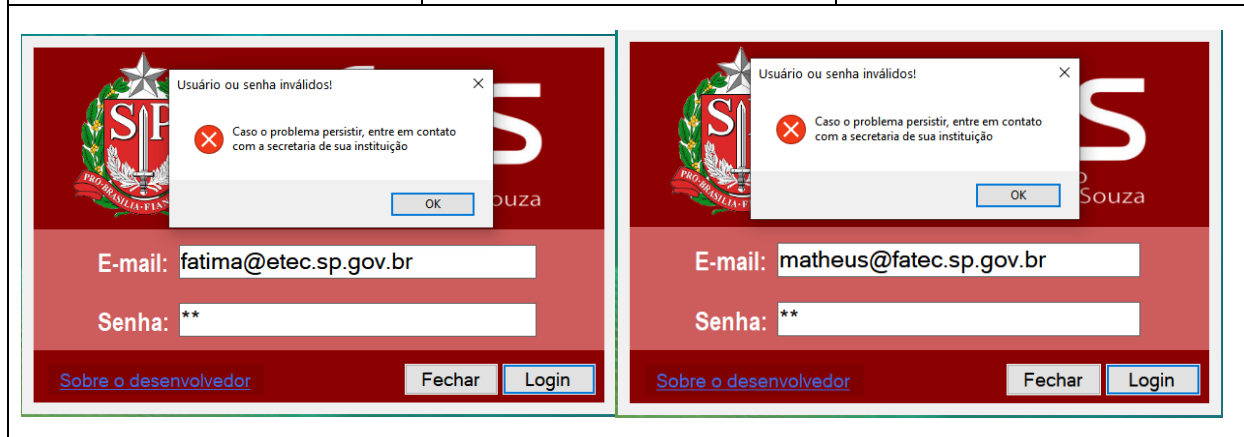 Usuário ou senha inválidos!
Caso o problema persistir, entre em contato
com a secretaria de sua instituição
OK
E-mail: fatima@etec.sp.gov.br
Senha: **
Sobre o desenvolvedor
Fechar
Login
Usuário ou senha inválidos!
Caso o problema persistir, entre em contato
com a secretaria de sua instituição
OK
Souza
E-mail: matheus@fatec.sp.gov.br
Senha: **
Sobre o desenvolvedor
Fechar
Login